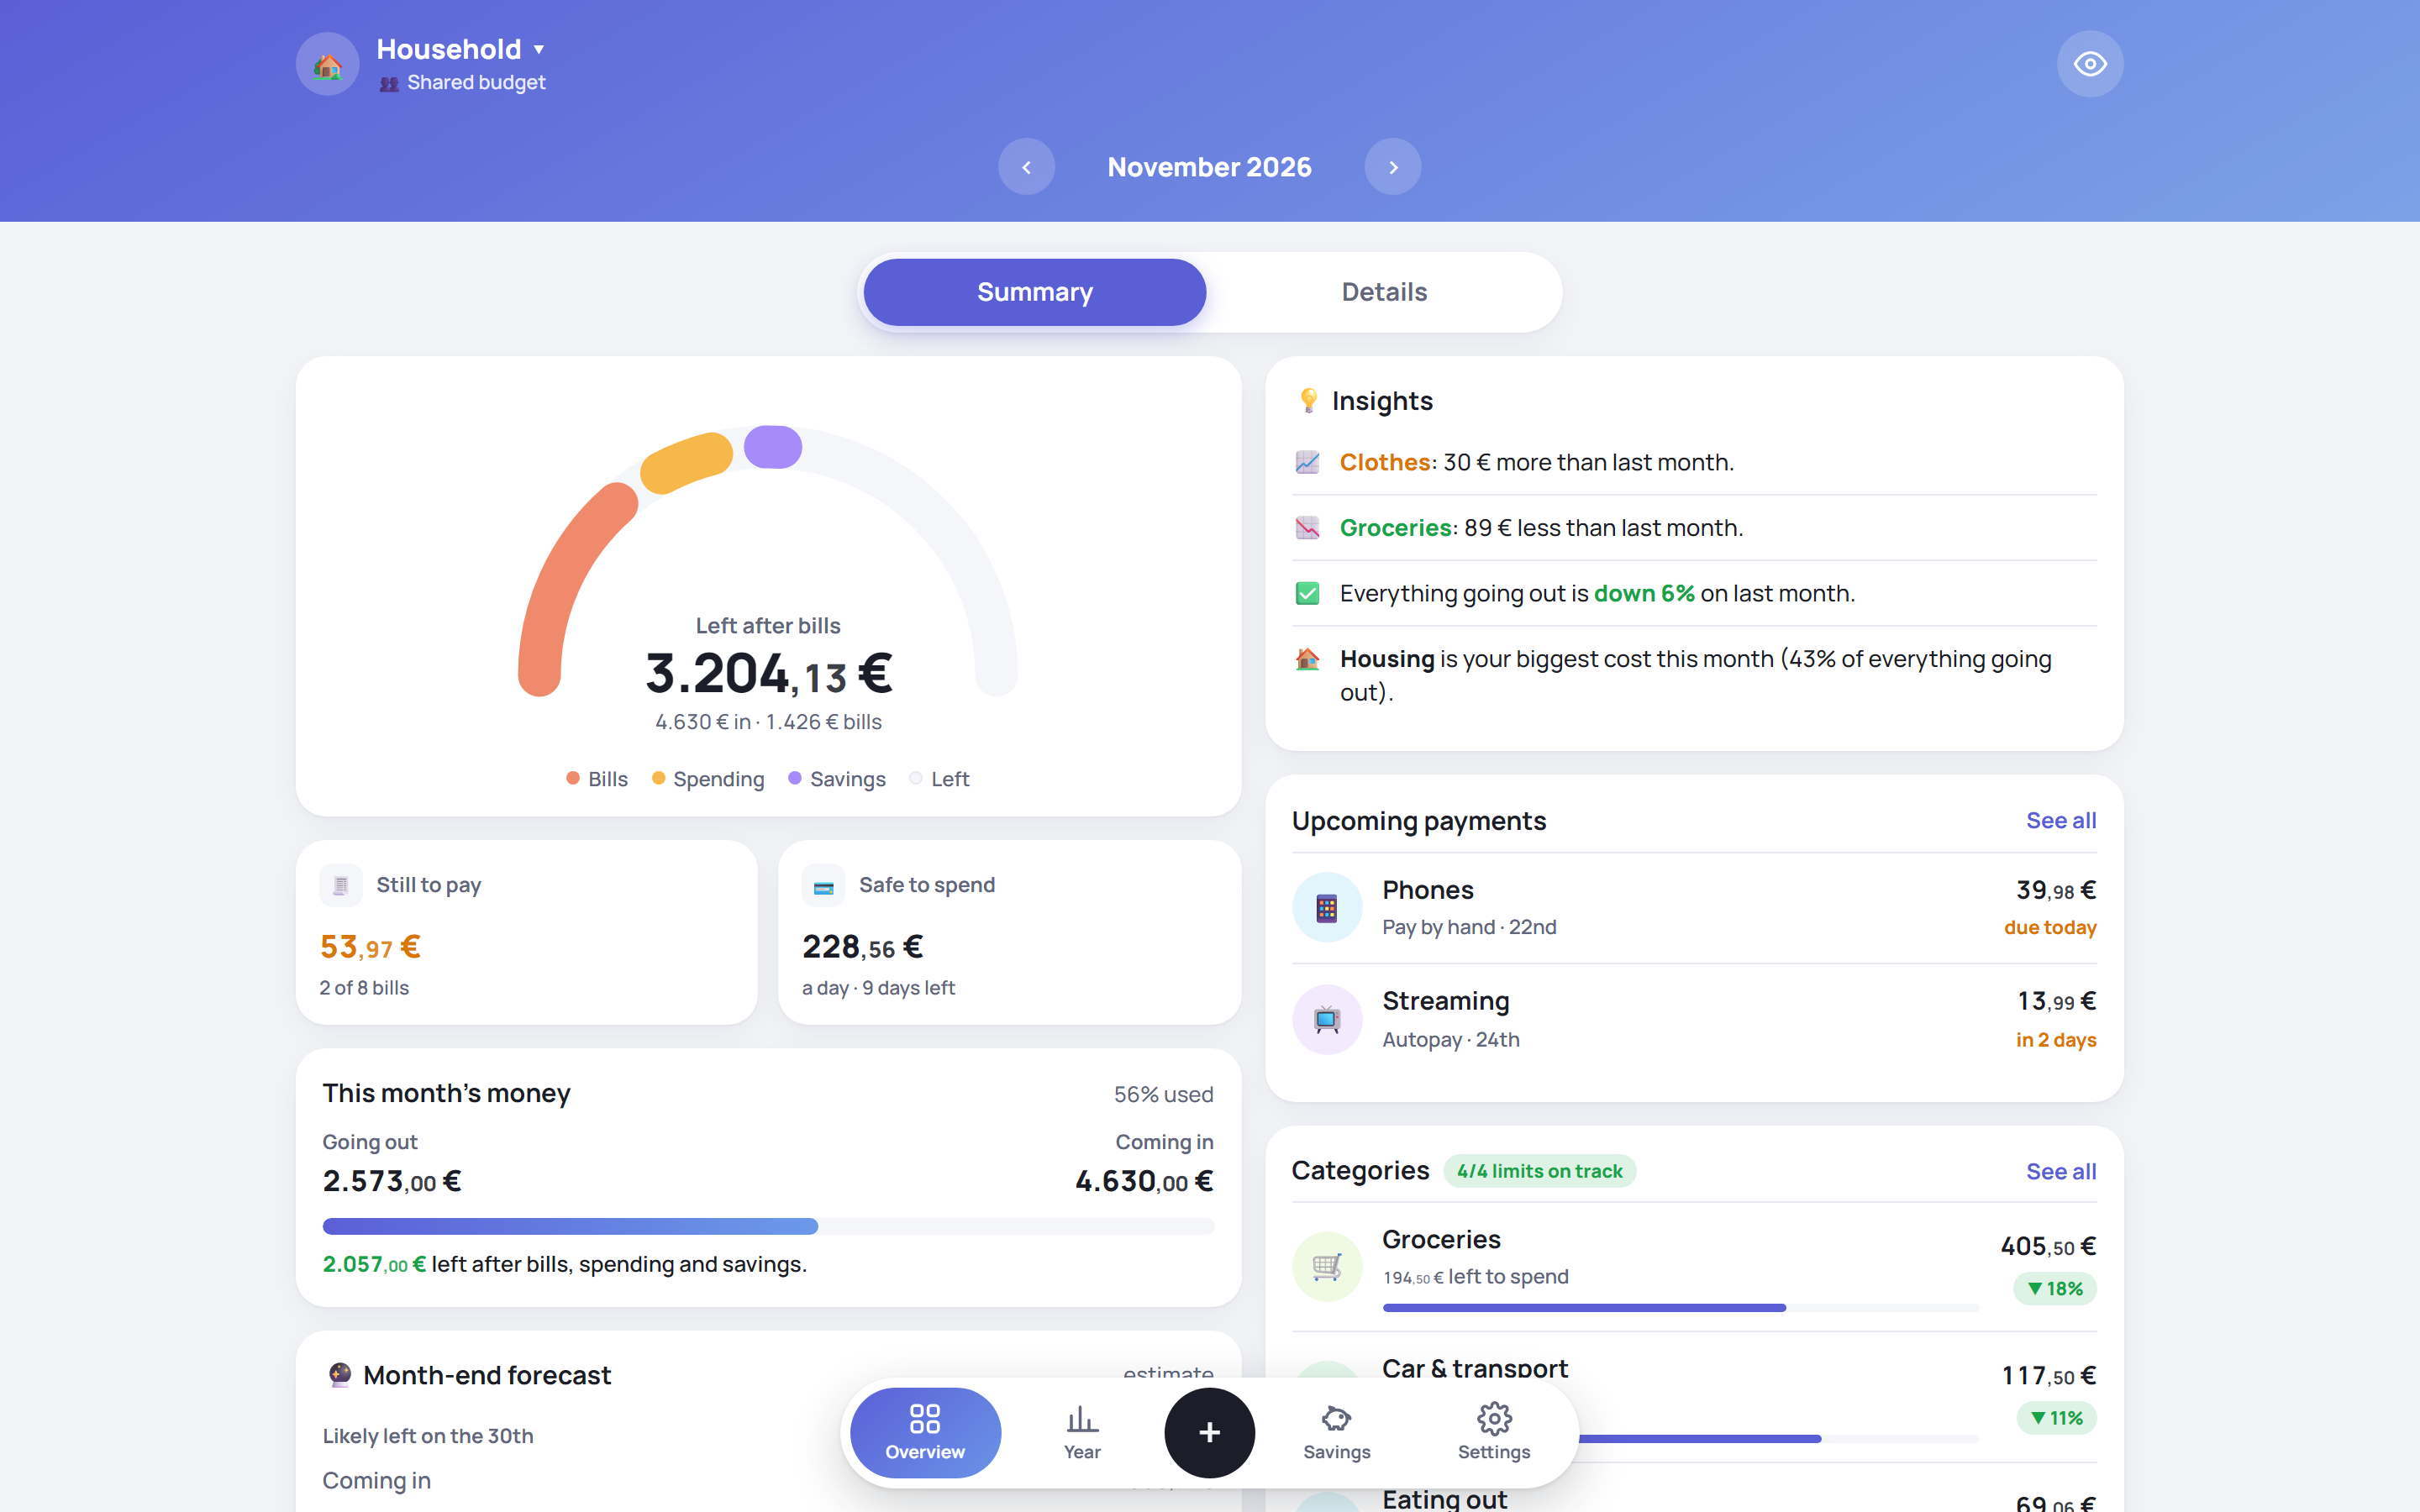 Household ▼
Shared budget
November 2026
Summary
Details
Left after bills
3.204,13 €
4.630 € in · 1.426 € bills
Bills
Spending
Savings
Left
Still to pay
53,97 €
2 of 8 bills
Safe to spend
228,56 €
a day · 9 days left
This month's money
56% used
Going out
Coming in
2.573,00 €
4.630,00 €
2.057,00 € left after bills, spending and savings.
Month-end forecast
estimate
Likely left on the 30th
Coming in
Insights
Clothes: 30 € more than last month.
Groceries: 89 € less than last month.
Everything going out is down 6% on last month.
Housing is your biggest cost this month (43% of everything going
out).
Upcoming payments
See all
Phones
39,98 €
Pay by hand · 22nd
due today
Streaming
13,99 €
Autopay · 24th
in 2 days
Categories
4/4 limits on track
See all
Groceries
405,50 €
194,50 € left to spend
▼ 18%
Car & transport
117,50 €
▼ 11%
Eating out
69,06 €
Overview
Year
+
Savings
Settings